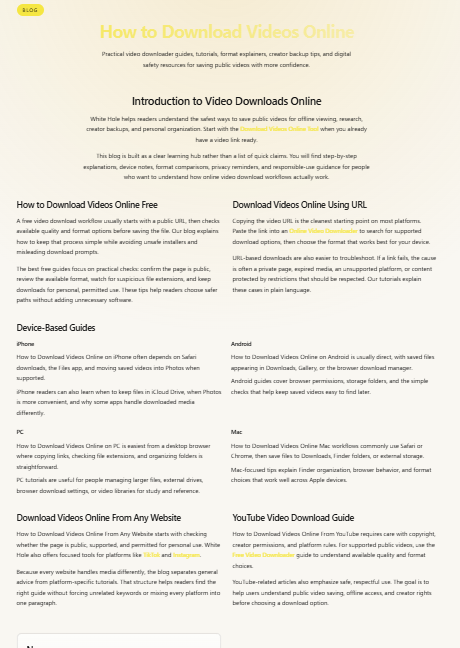 BLOG
How to Download Videos Online
Practical video downloader guides, tutorials, format explainers, creator backup tips, and digital
safety resources for saving public videos with more confidence.
Introduction to Video Downloads Online
White Hole helps readers understand the safest ways to save public videos for offline viewing, research,
creator backups, and personal organization. Start with the Download Videos Online Tool when you already
have a video link ready.
This blog is built as a clear learning hub rather than a list of quick claims. You will find step-by-step
explanations, device notes, format comparisons, privacy reminders, and responsible-use guidance for people
who want to understand how online video download workflows actually work.
How to Download Videos Online Free
A free video download workflow usually starts with a public URL, then checks
available quality and format options before saving the file. Our blog explains
how to keep that process simple while avoiding unsafe installers and
misleading download prompts.
The best free guides focus on practical checks: confirm the page is public,
review the available format, watch for suspicious file extensions, and keep
downloads for personal, permitted use. These tips help readers choose safer
paths without adding unnecessary software.
Download Videos Online Using URL
Copying the video URL is the cleanest starting point on most platforms.
Paste the link into an Online Video Downloader to search for supported
download options, then choose the format that works best for your device.
URL-based downloads are also easier to troubleshoot. If a link fails, the cause
is often a private page, expired media, an unsupported platform, or content
protected by restrictions that should be respected. Our tutorials explain
these cases in plain language.
Device-Based Guides
iPhone
How to Download Videos Online on iPhone often depends on Safari
downloads, the Files app, and moving saved videos into Photos when
supported.
iPhone readers can also learn when to keep files in iCloud Drive, when Photos
is more convenient, and why some apps handle downloaded media
differently.
Android
How to Download Videos Online on Android is usually direct, with saved files
appearing in Downloads, Gallery, or the browser download manager.
Android guides cover browser permissions, storage folders, and the simple
checks that help keep saved videos easy to find later.
PC
How to Download Videos Online on PC is easiest from a desktop browser
where copying links, checking file extensions, and organizing folders is
straightforward.
PC tutorials are useful for people managing larger files, external drives,
browser download settings, or video libraries for study and reference.
Mac
How to Download Videos Online Mac workflows commonly use Safari or
Chrome, then save files to Downloads, Finder folders, or external storage.
Mac-focused tips explain Finder organization, browser behavior, and format
choices that work well across Apple devices.
Download Videos Online From Any Website
How to Download Videos Online From Any Website starts with checking
whether the page is public, supported, and permitted for personal use. White
Hole also offers focused tools for platforms like TikTok and Instagram.
Because every website handles media differently, the blog separates general
advice from platform-specific tutorials. That structure helps readers find the
right guide without forcing unrelated keywords or mixing every platform into
one paragraph.
YouTube Video Download Guide
How to Download Videos Online From YouTube requires care with copyright,
creator permissions, and platform rules. For supported public videos, use the
Free Video Downloader guide to understand available quality and format
choices.
YouTube-related articles also emphasize safe, respectful use. The goal is to
help users understand public video saving, offline access, and creator rights
before choosing a download option.